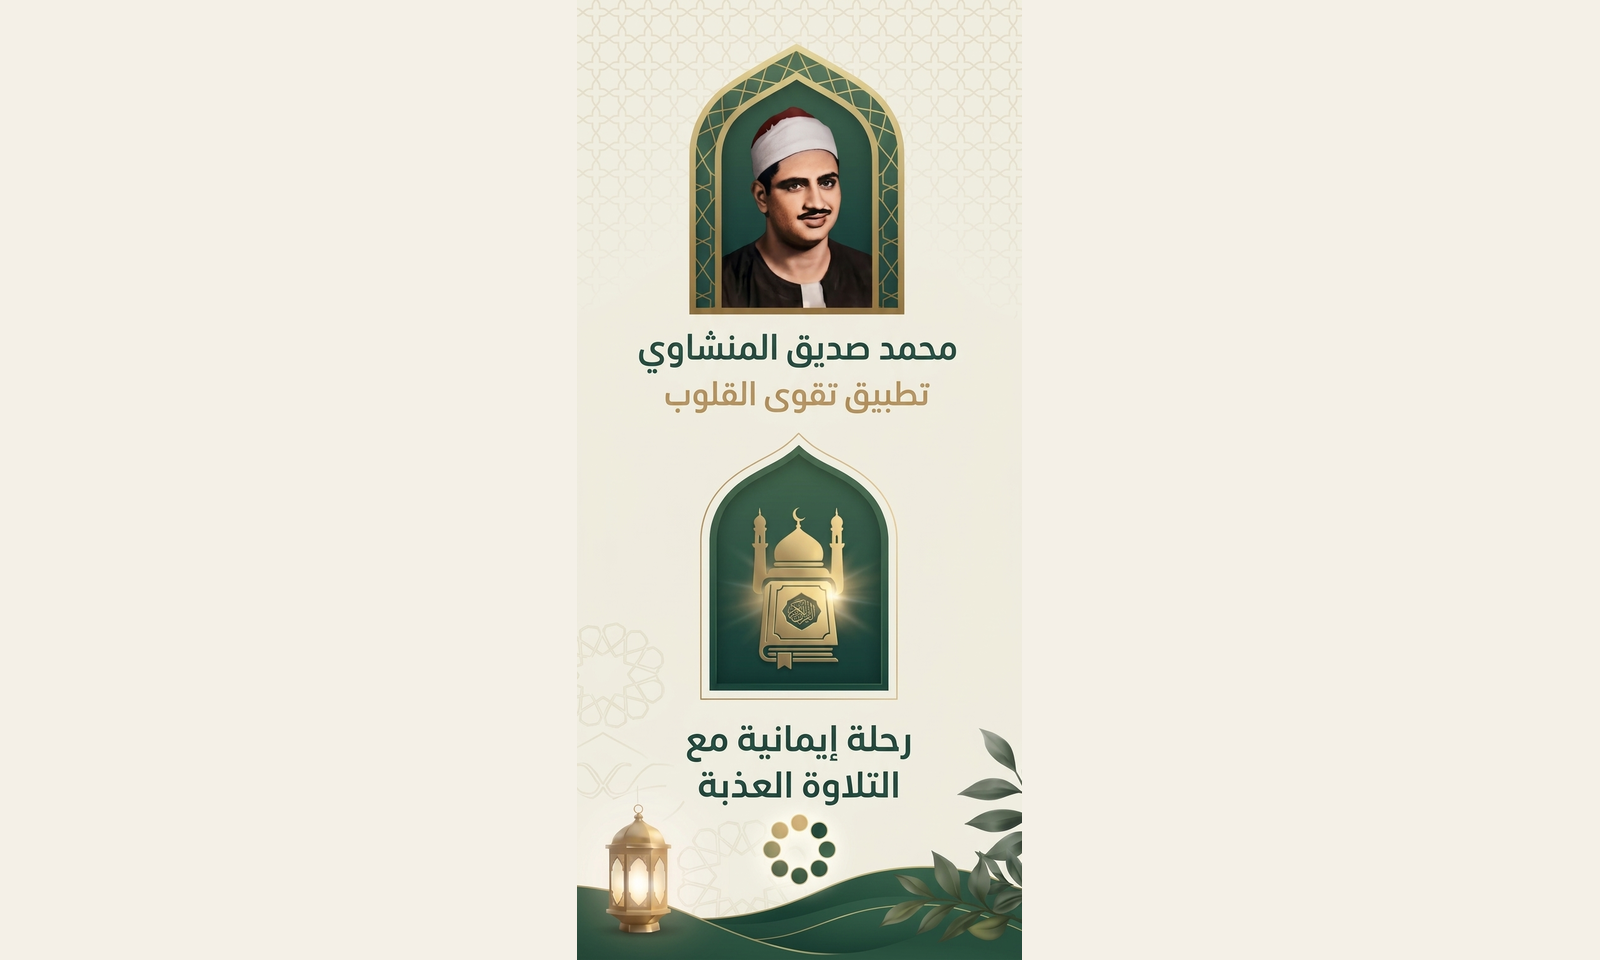 محمد صديق المنشاوي
تطبيق تقوى القلوب
رحلة إيمانية مع
التلاوة العذبة